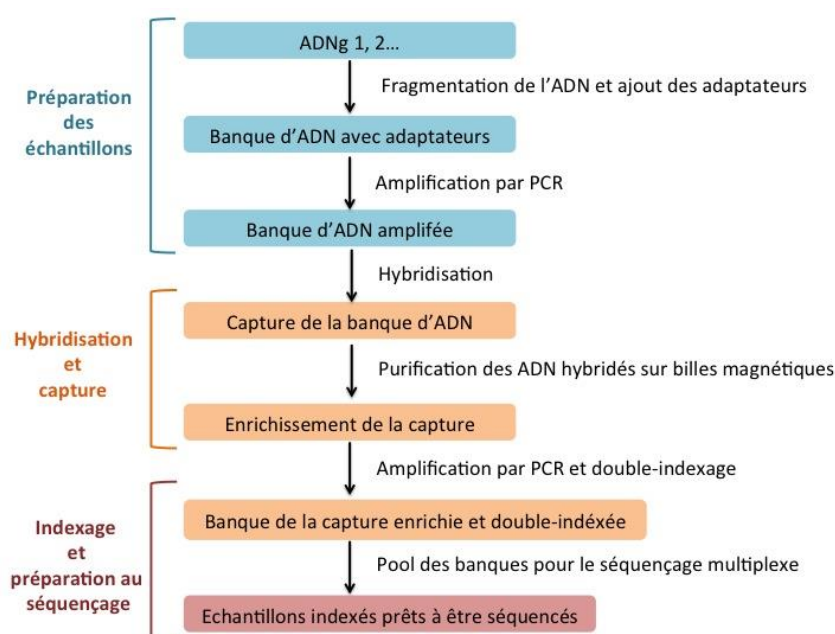 ADNg 1, 2...
Fragmentation de l'ADN et ajout des adaptateurs
Préparation
des
échantillons
Banque d'ADN avec adaptateurs
Amplification par PCR
Banque d'ADN amplifée
Hybridisation
Capture de la banque d'ADN
Hybridisation
et
capture
Purification des ADN hybridés sur billes magnétiques
Enrichissement de la capture
Amplification par PCR et double-indexage
Banque de la capture enrichie et double-indéxée
Indexage
et
préparation au
séquençage
Pool des banques pour le séquençage multiplexe
Echantillons indexés prêts à être séquencés